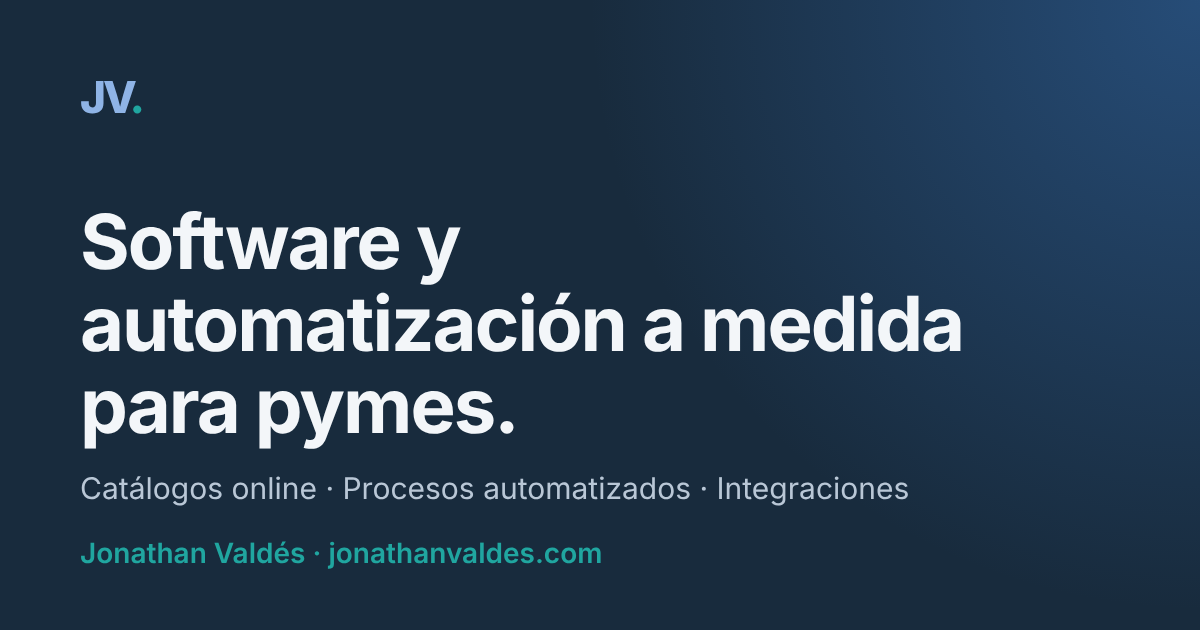 JV.
Software y
automatización a medida
para pymes.
Catálogos online · Procesos automatizados · Integraciones
Jonathan Valdés · jonathanvaldes.com